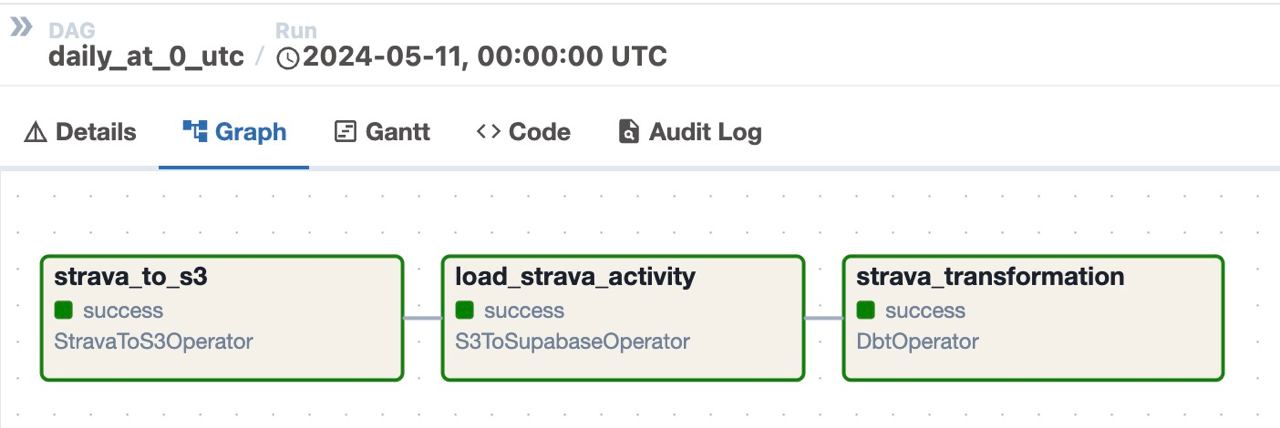 DAG
daily_at_0_utc
/
Run
2024-05-11, 00:00:00 UTC
Details
Graph
Gantt
Code
Audit Log
strava_to_s3
success
StravaToS3Operator
load_strava_activity
success
S3ToSupabaseOperator
strava_transformation
success
DbtOperator